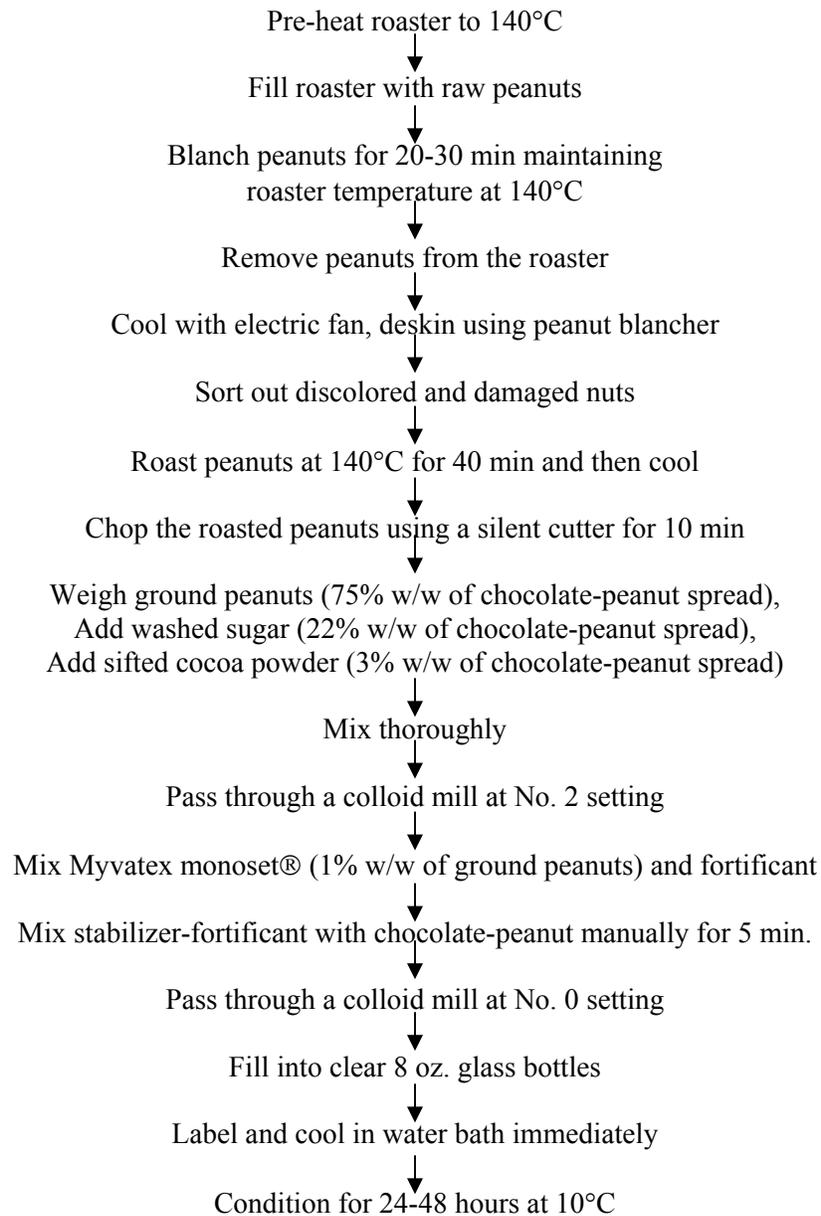 Pre-heat roaster to 140°C
Fill roaster with raw peanuts
Blanch peanuts for 20-30 min maintaining
roaster temperature at 140°C
Remove peanuts from the roaster
Cool with electric fan, deskin using peanut blancher
Sort out discolored and damaged nuts
Roast peanuts at 140°C for 40 min and then cool
Chop the roasted peanuts using a silent cutter for 10 min
Weigh ground peanuts (75% w/w of chocolate-peanut spread),
Add washed sugar (22% w/w of chocolate-peanut spread),
Add sifted cocoa powder (3% w/w of chocolate-peanut spread)
Mix thoroughly
Pass through a colloid mill at No. 2 setting
Mix Myvatex monoset® (1% w/w of ground peanuts) and fortificant
Mix stabilizer-fortificant with chocolate-peanut manually for 5 min.
Pass through a colloid mill at No. 0 setting
Fill into clear 8 oz. glass bottles
Label and cool in water bath immediately
Condition for 24-48 hours at 10°C